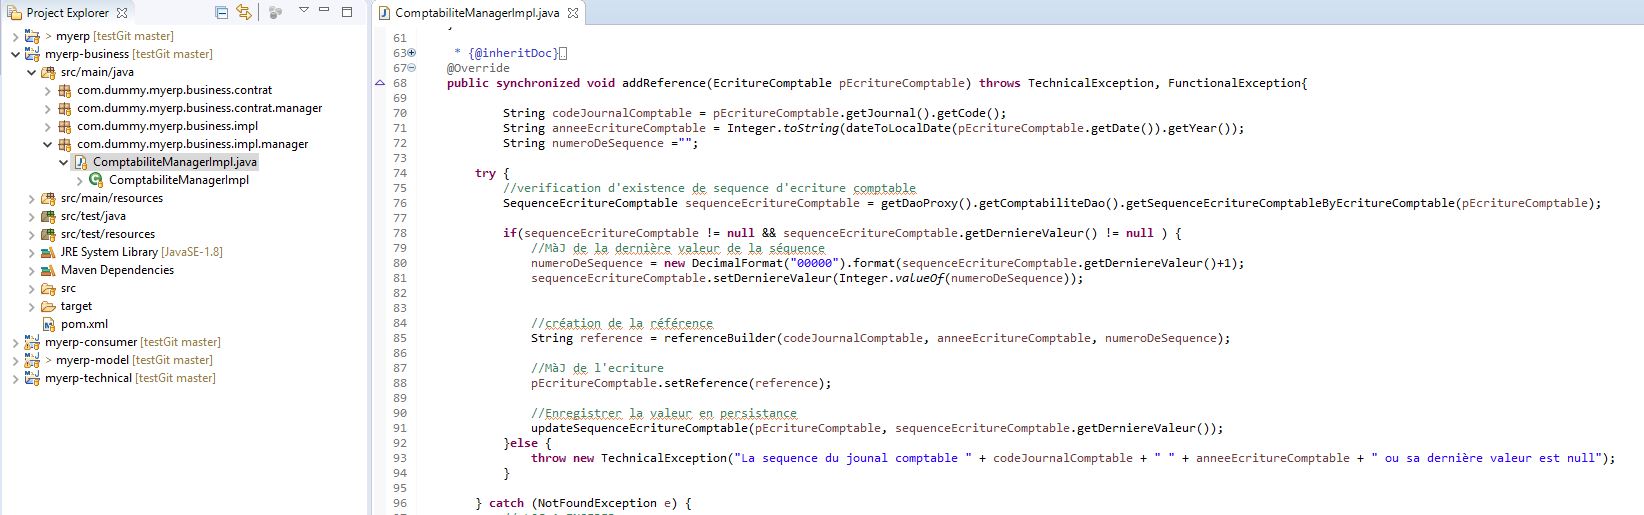 Project Explorer
> myerp [testGit master]
myerp-business [testGit master]
src/main/java
com.dummy.myerp.business.contrat
com.dummy.myerp.business.contrat.manager
com.dummy.myerp.business.impl
com.dummy.myerp.business.impl.manager
ComptabiliteManagerImpl.java
ComptabiliteManagerImpl
src/main/resources
src/test/java
src/test/resources
JRE System Library [JavaSE-1.8]
Maven Dependencies
src
target
pom.xml
myerp-consumer [testGit master]
> myerp-model [testGit master]
myerp-technical [testGit master]
ComptabiliteManagerImpl.java
61
63 * {@inheritDoc}
67 @Override
68 public synchronized void addReference(EcritureComptable pEcritureComptable) throws TechnicalException, FunctionalException{
69
70 String codeJournalComptable = pEcritureComptable.getJournal().getCode();
71 String anneeEcritureComptable = Integer.toString(dateToLocalDate(pEcritureComptable.getDate()).getYear());
72 String numeroDeSequence ="";
73
74 try {
75 //verification d'existence de sequence d'ecriture comptable
76 SequenceEcritureComptable sequenceEcritureComptable = getDaoProxy().getComptabiliteDao().getSequenceEcritureComptableByEcritureComptable(pEcritureComptable);
77
78 if(sequenceEcritureComptable != null && sequenceEcritureComptable.getDerniereValeur() != null ) {
79 //MàJ de la dernière valeur de la séquence
80 numeroDeSequence = new DecimalFormat("00000").format(sequenceEcritureComptable.getDerniereValeur()+1);
81 sequenceEcritureComptable.setDerniereValeur(Integer.valueOf(numeroDeSequence));
82
83
84 //création de la référence
85 String reference = referenceBuilder(codeJournalComptable, anneeEcritureComptable, numeroDeSequence);
86
87 //MàJ de l'ecriture
88 pEcritureComptable.setReference(reference);
89
90 //Enregistrer la valeur en persistance
91 updateSequenceEcritureComptable(pEcritureComptable, sequenceEcritureComptable.getDerniereValeur());
92 }else {
93 throw new TechnicalException("La sequence du jounal comptable " + codeJournalComptable + " " + anneeEcritureComptable + " ou sa dernière valeur est null");
94 }
95
96 } catch (NotFoundException e) {